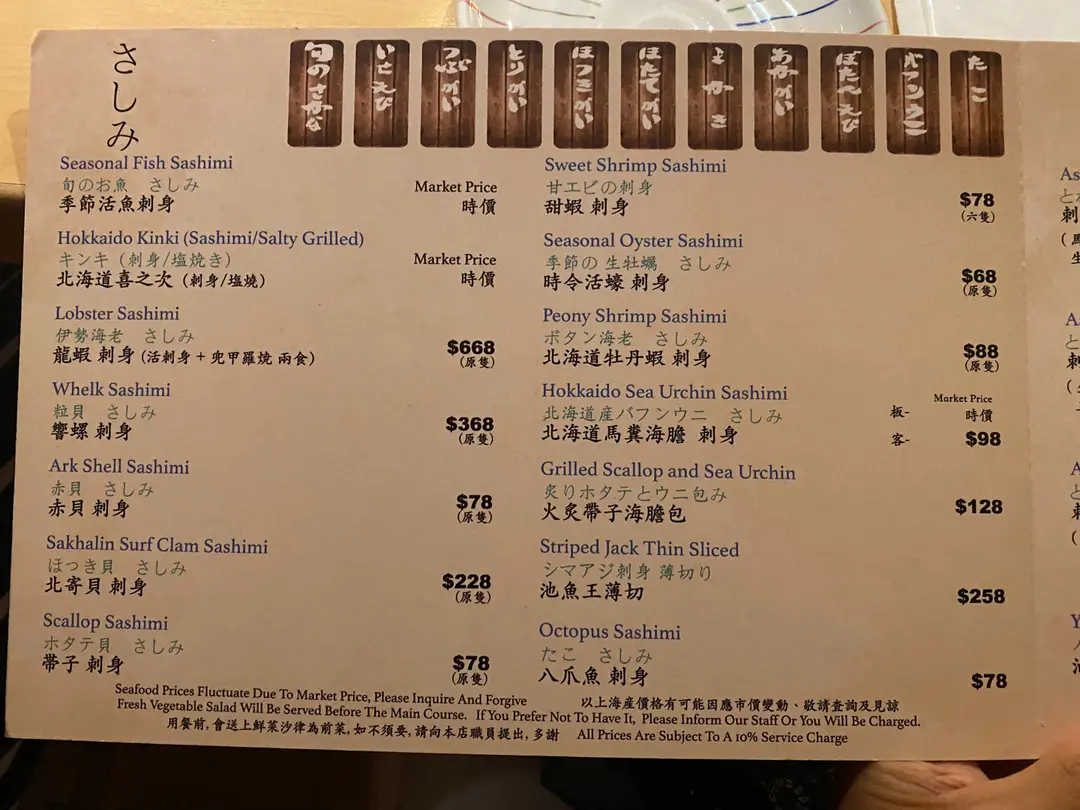 さしみ
旬のさかな
いせえび
つぶがい
とりがい
ほっきがい
ほたてがい
あかがい
ぼたんえび
バフンウニ
たこ
Seasonal Fish Sashimi
旬のお魚 さしみ
季節活魚刺身
Market Price
時價
Hokkaido Kinki (Sashimi/Salty Grilled)
キンキ (刺身/塩焼き)
北海道喜之次 (刺身/塩燒)
Market Price
時價
Lobster Sashimi
伊勢海老 さしみ
龍蝦 刺身 (活刺身 + 兜甲羅燒 兩食)
$668
(原隻)
Whelk Sashimi
粒貝 さしみ
響螺 刺身
$368
(原隻)
Ark Shell Sashimi
赤貝 さしみ
赤貝 刺身
$78
(原隻)
Sakhalin Surf Clam Sashimi
ほつき貝 さしみ
北寄貝 刺身
$228
(原隻)
Scallop Sashimi
ホタテ貝 さしみ
帶子 刺身
$78
(原隻)
Sweet Shrimp Sashimi
甘エビの刺身
甜蝦 刺身
$78
(六隻)
Seasonal Oyster Sashimi
季節の 生牡蠣 さしみ
時令活蠔 刺身
$68
(原隻)
Peony Shrimp Sashimi
ボタン海老 さしみ
北海道牡丹蝦 刺身
$88
(原隻)
Hokkaido Sea Urchin Sashimi
北海道産バフンウニ さしみ
北海道馬糞海膽 刺身
Market Price
板- 時價
客- $98
Grilled Scallop and Sea Urchin
炙りホタテとウニ包み
火炙帶子海膽包
$128
Striped Jack Thin Sliced
シマアジ刺身 薄切り
池魚王薄切
$258
Octopus Sashimi
たこ さしみ
八爪魚 刺身
$78
Seafood Prices Fluctuate Due To Market Price, Please Inquire And Forgive 以上海產價格有可能因應市價變動、敬請查詢及見諒
Fresh Vegetable Salad Will Be Served Before The Main Course. If You Prefer Not To Have It, Please Inform Our Staff Or You Will Be Charged.
用餐前, 會送上鮮菜沙律為前菜, 如不須要, 請向本店職員提出, 多謝 All Prices Are Subject To A 10% Service Charge